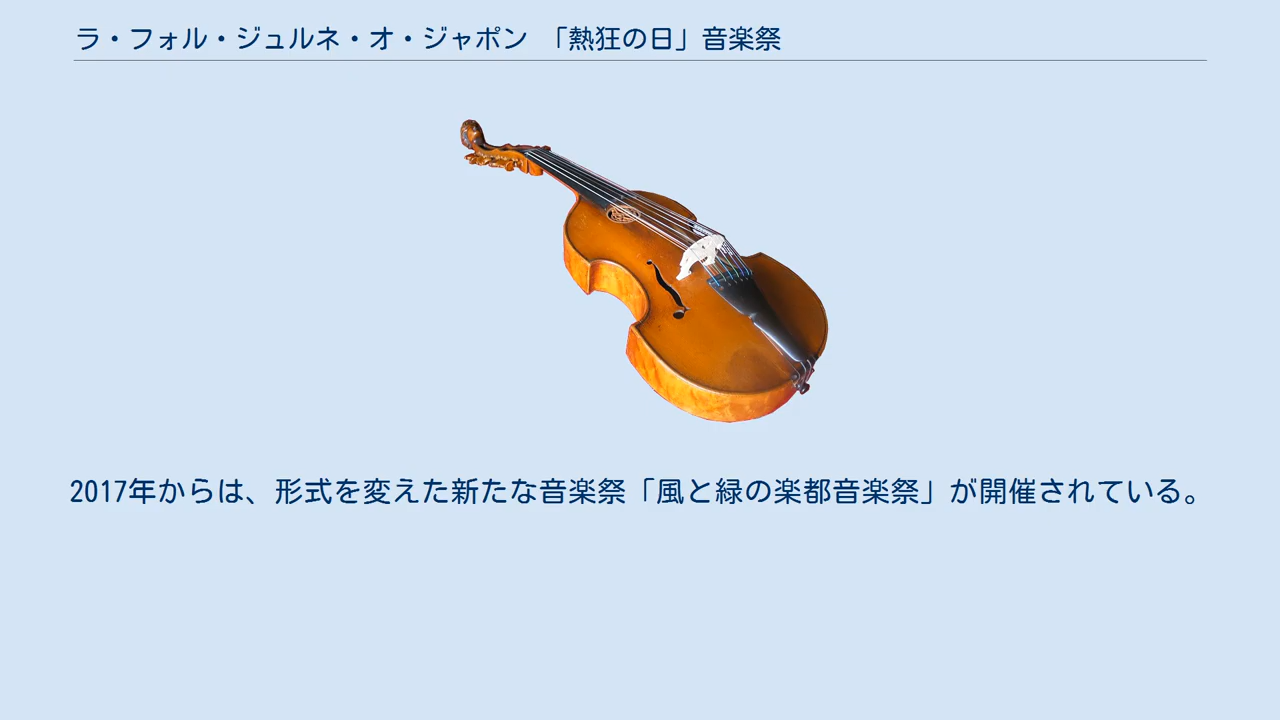 ラ・フォル・ジュルネ・オ・ジャポン 「熱狂の日」音楽祭
2017年からは、形式を変えた新たな音楽祭「風と緑の楽都音楽祭」が開催されている。